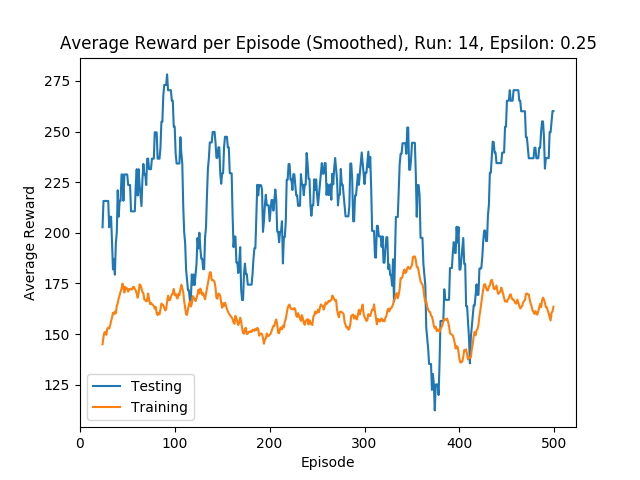 Average Reward per Episode (Smoothed), Run: 14, Epsilon: 0.25
275
250
225
200
175
150
125
Average Reward
Testing
Training
0 100 200 300 400 500
Episode